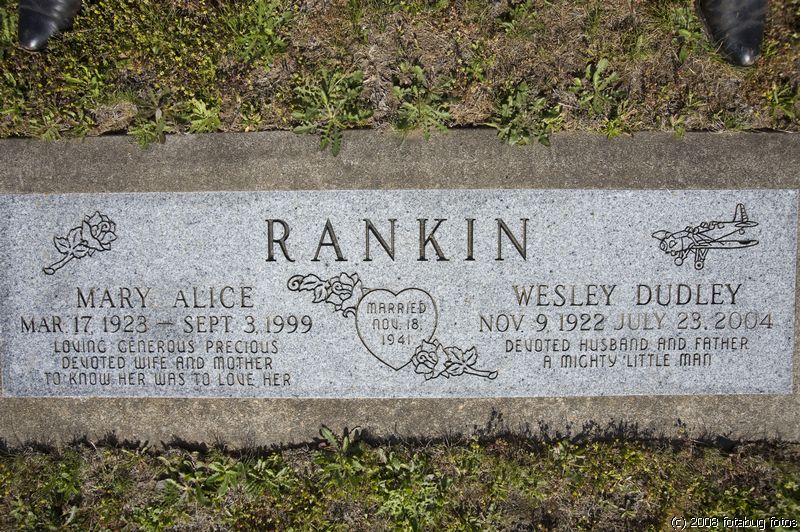 RANKIN
MARY ALICE
MAR. 17, 1923 — SEPT. 3, 1999
LOVING GENEROUS PRECIOUS
DEVOTED WIFE AND MOTHER
TO KNOW HER WAS TO LOVE HER
MARRIED
NOV. 18,
1941
WESLEY DUDLEY
NOV. 9, 1922 JULY 23, 2004
DEVOTED HUSBAND AND FATHER
A MIGHTY LITTLE MAN
(c) 2008 fotabug fotos